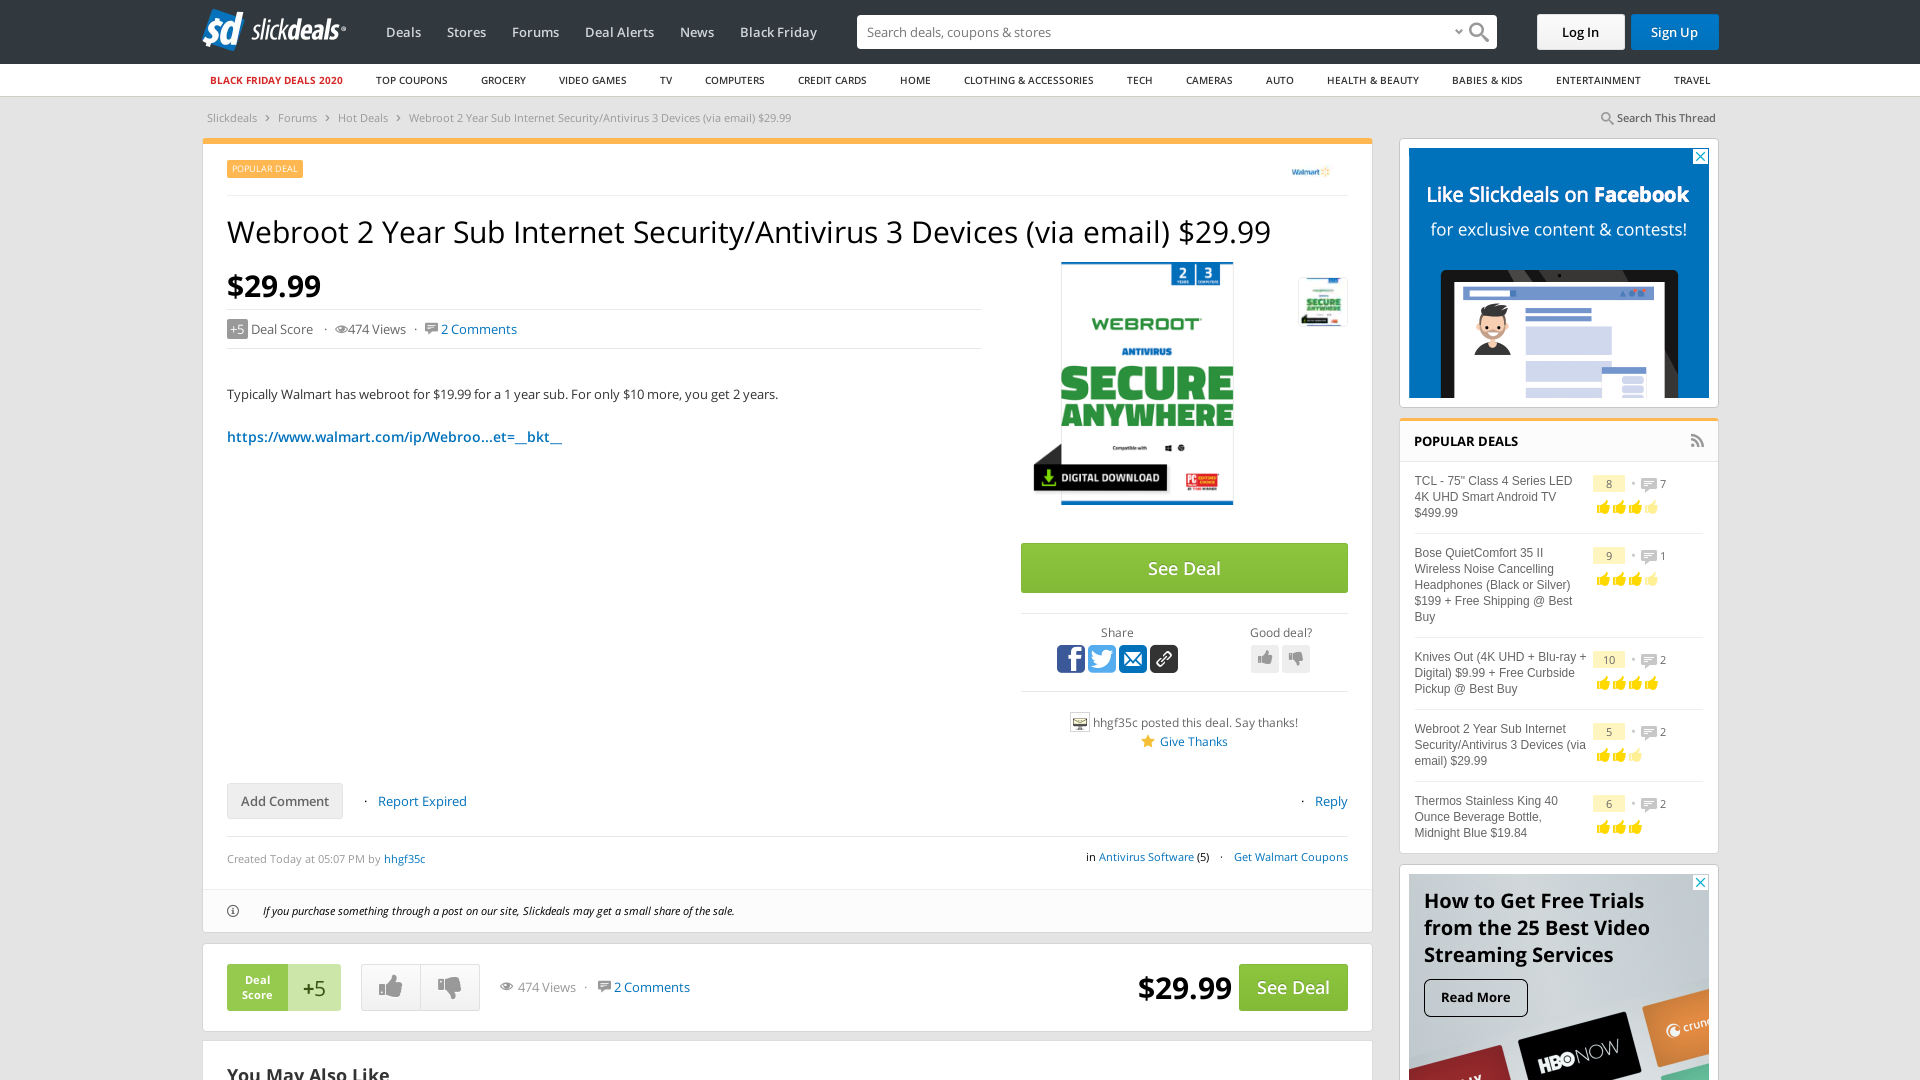 slickdeals
Deals
Stores
Forums
Deal Alerts
News
Black Friday
Search deals, coupons & stores
Log In
Sign Up
BLACK FRIDAY DEALS 2020
TOP COUPONS
GROCERY
VIDEO GAMES
TV
COMPUTERS
CREDIT CARDS
HOME
CLOTHING & ACCESSORIES
TECH
CAMERAS
AUTO
HEALTH & BEAUTY
BABIES & KIDS
ENTERTAINMENT
TRAVEL
Slickdeals › Forums › Hot Deals › Webroot 2 Year Sub Internet Security/Antivirus 3 Devices (via email) $29.99
Search This Thread
POPULAR DEAL
Walmart
Webroot 2 Year Sub Internet Security/Antivirus 3 Devices (via email) $29.99
$29.99
+5 Deal Score · 474 Views · 2 Comments
Typically Walmart has webroot for $19.99 for a 1 year sub. For only $10 more, you get 2 years.
https://www.walmart.com/ip/Webroo...et=__bkt__
2 3
WEBROOT
ANTIVIRUS
SECURE
ANYWHERE
Compatible with
DIGITAL DOWNLOAD
See Deal
Share
Good deal?
hhgf35c posted this deal. Say thanks!
Give Thanks
Add Comment
· Report Expired
· Reply
Created Today at 05:07 PM by hhgf35c
in Antivirus Software (5) · Get Walmart Coupons
If you purchase something through a post on our site, Slickdeals may get a small share of the sale.
Deal
Score
+5
474 Views · 2 Comments
$29.99
See Deal
You May Also Like
Like Slickdeals on Facebook
for exclusive content & contests!
POPULAR DEALS
TCL - 75" Class 4 Series LED
4K UHD Smart Android TV
$499.99
8 · 7
Bose QuietComfort 35 II
Wireless Noise Cancelling
Headphones (Black or Silver)
$199 + Free Shipping @ Best
Buy
9 · 1
Knives Out (4K UHD + Blu-ray +
Digital) $9.99 + Free Curbside
Pickup @ Best Buy
10 · 2
Webroot 2 Year Sub Internet
Security/Antivirus 3 Devices (via
email) $29.99
5 · 2
Thermos Stainless King 40
Ounce Beverage Bottle,
Midnight Blue $19.84
6 · 2
How to Get Free Trials
from the 25 Best Video
Streaming Services
Read More
HBO NOW